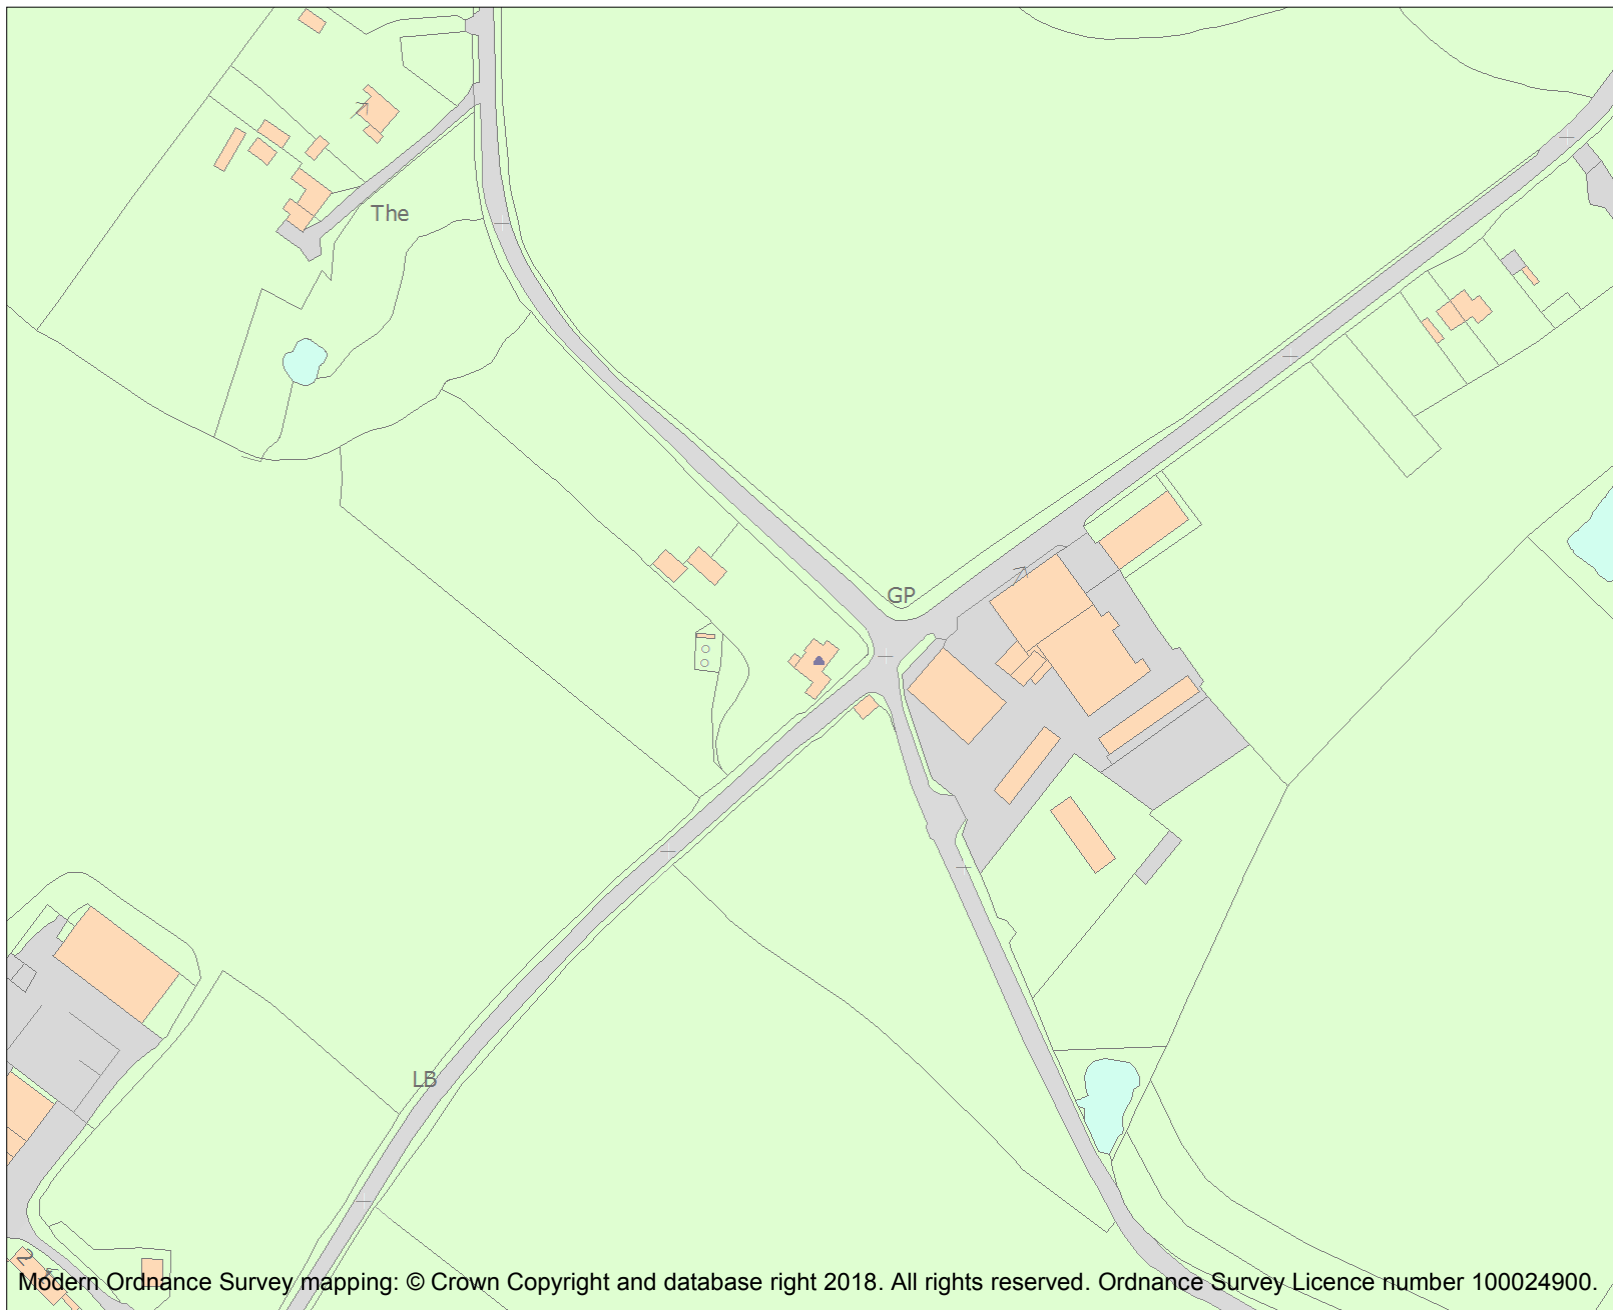 The
GP
LB
2
Modern Ordnance Survey mapping: © Crown Copyright and database right 2018. All rights reserved. Ordnance Survey Licence number 100024900.